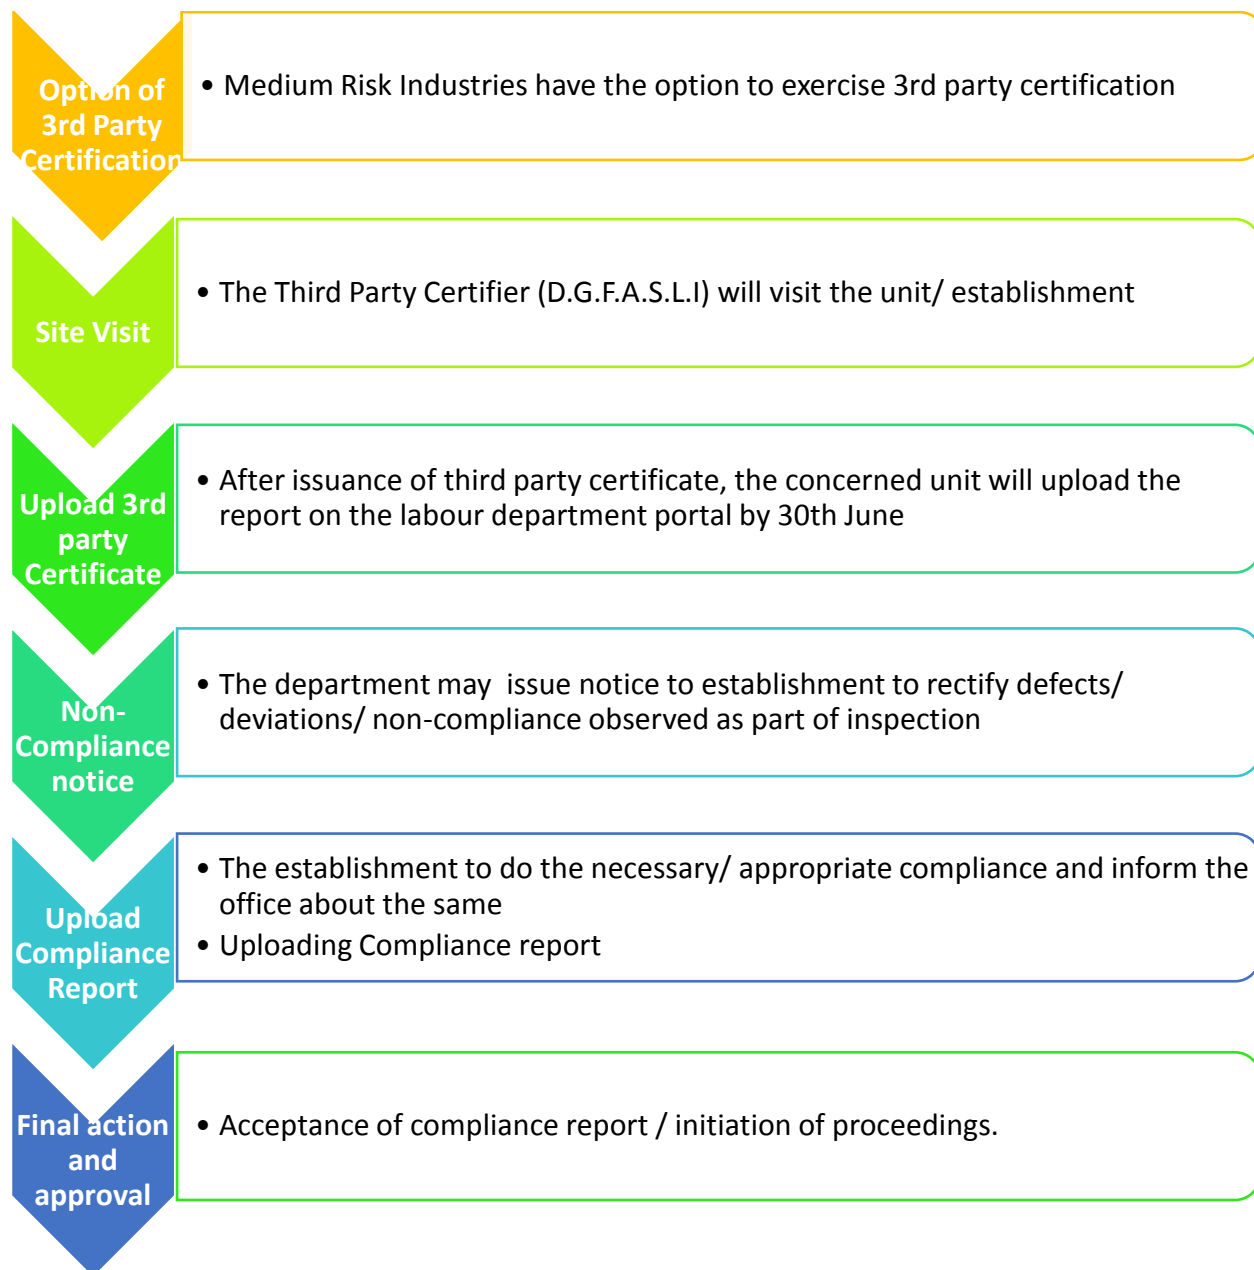 Option of
3rd Party
Certification
• Medium Risk Industries have the option to exercise 3rd party certification
Site Visit
• The Third Party Certifier (D.G.F.A.S.L.I) will visit the unit/ establishment
Upload 3rd
party
Certificate
• After issuance of third party certificate, the concerned unit will upload the
report on the labour department portal by 30th June
Non-
Compliance
notice
• The department may  issue notice to establishment to rectify defects/
deviations/ non-compliance observed as part of inspection
Upload
Compliance
Report
• The establishment to do the necessary/ appropriate compliance and inform the
office about the same
• Uploading Compliance report
Final action
and
approval
• Acceptance of compliance report / initiation of proceedings.